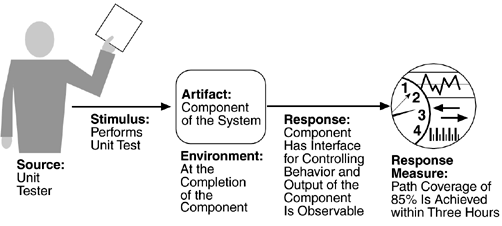 Source:
Unit
Tester
Stimulus:
Performs
Unit Test
Artifact:
Component
of the System
Environment:
At the
Completion
of the
Component
Response:
Component
Has Interface
for Controlling
Behavior and
Output of the
Component
Is Observable
1
2
3
4
Response
Measure:
Path Coverage of
85% Is Achieved
within Three Hours